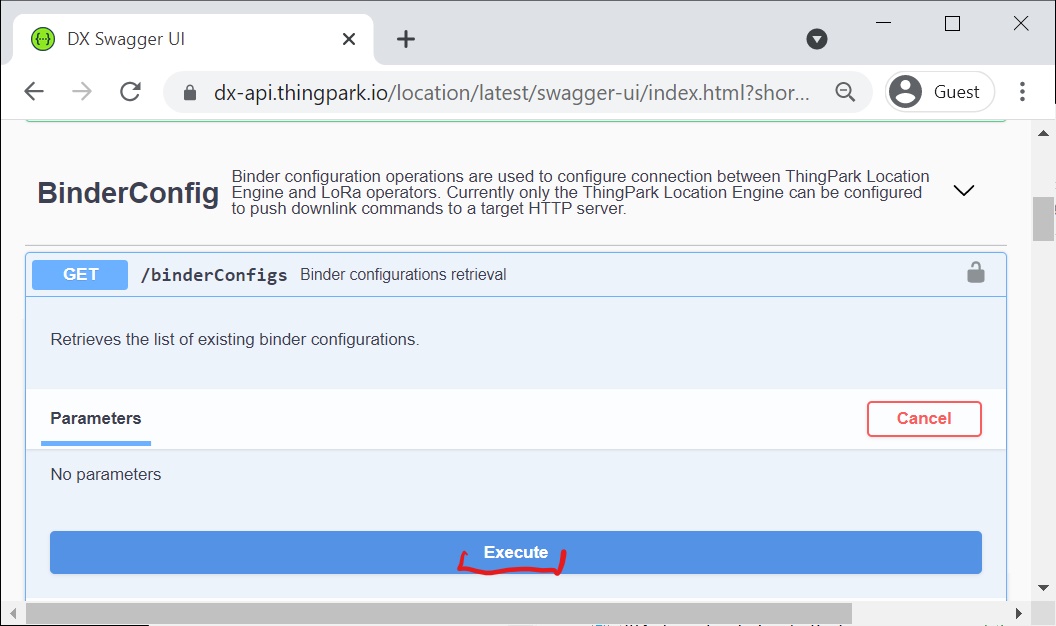 DX Swagger UI
dx-api.thingpark.io/location/latest/swagger-ui/index.html?shor...
Guest
BinderConfig
Binder configuration operations are used to configure connection between ThingPark Location
Engine and LoRa operators. Currently only the ThingPark Location Engine can be configured
to push downlink commands to a target HTTP server.
GET /binderConfigs Binder configurations retrieval
Retrieves the list of existing binder configurations.
Parameters
Cancel
No parameters
Execute